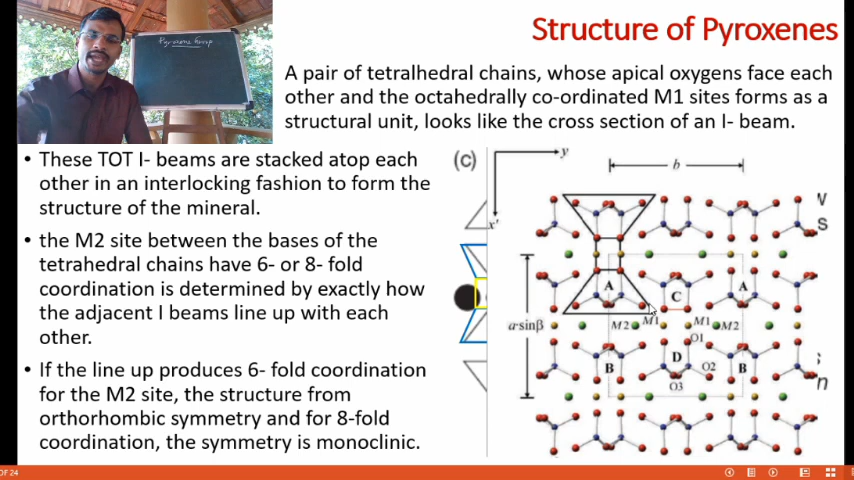 Structure of Pyroxenes
Pyroxene Group
A pair of tetralhedral chains, whose apical oxygens face each
other and the octahedrally co-ordinated M1 sites forms as a
structural unit, looks like the cross section of an I- beam.
• These TOT I- beams are stacked atop each
other in an interlocking fashion to form the
structure of the mineral.
• the M2 site between the bases of the
tetrahedral chains have 6- or 8- fold
coordination is determined by exactly how
the adjacent I beams line up with each
other.
• If the line up produces 6- fold coordination
for the M2 site, the structure from
orthorhombic symmetry and for 8-fold
coordination, the symmetry is monoclinic.
(c)
y
b
x'
A
C
A
a·sinβ
M2
M1
M1
M2
O1
D
B
O2
B
O3
s
n
OF 24